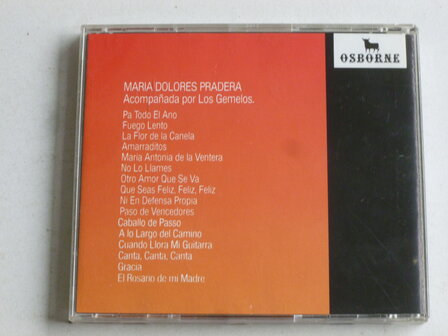 OSBORNE
MARIA DOLORES PRADERA
Acompañada por Los Gemelos.
Pa Todo El Ano
Fuego Lento
La Flor de la Canela
Amarraditos
Maria Antonia de la Ventera
No Lo Llames
Otro Amor Que Se Va
Que Seas Feliz, Feliz, Feliz
Ni En Defensa Propia
Paso de Vencedores
Caballo de Passo
A lo Largo del Camino
Cuando Llora Mi Guitarra
Canta, Canta, Canta
Gracia
El Rosario de mi Madre